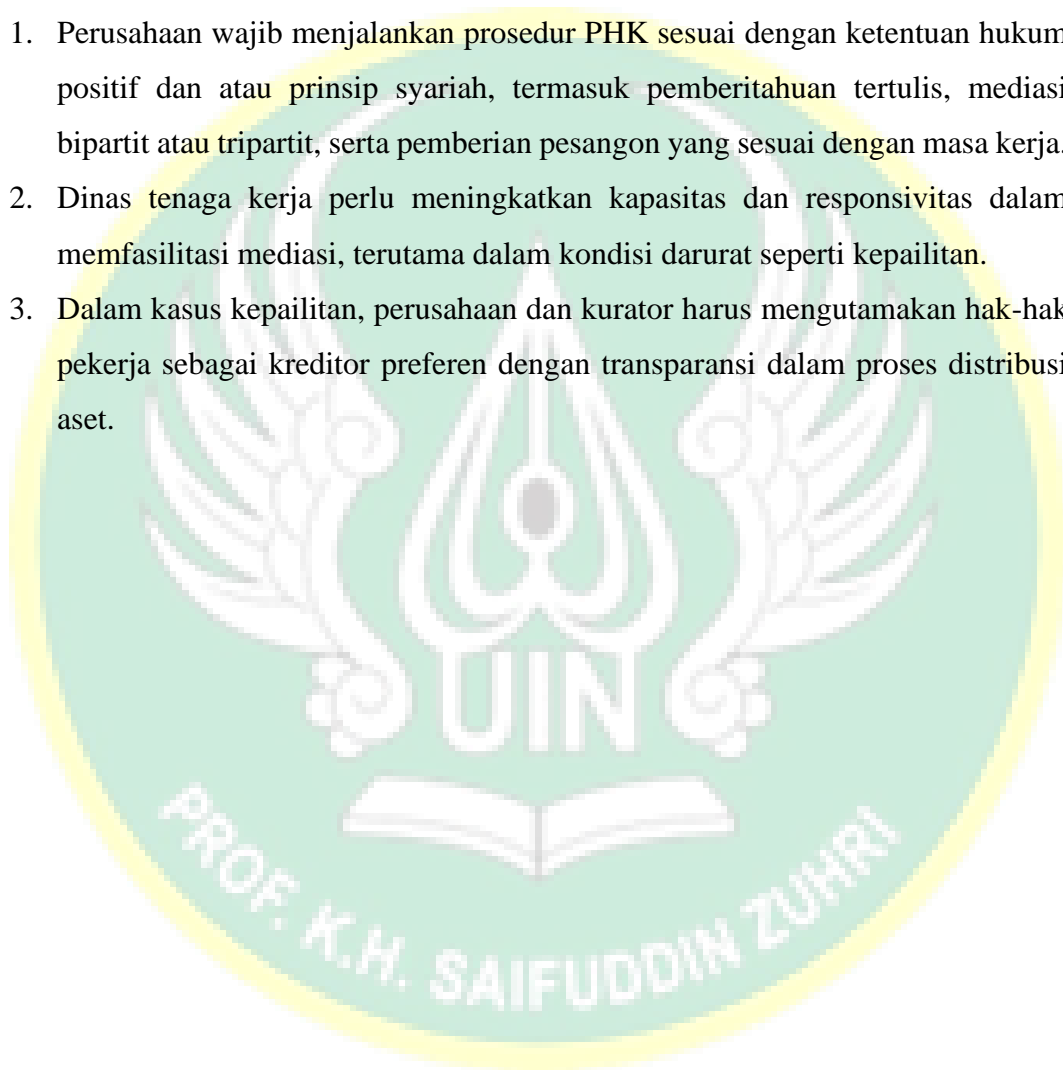 1. Perusahaan wajib menjalankan prosedur PHK sesuai dengan ketentuan hukum
positif dan atau prinsip syariah, termasuk pemberitahuan tertulis, mediasi
bipartit atau tripartit, serta pemberian pesangon yang sesuai dengan masa kerja.
2. Dinas tenaga kerja perlu meningkatkan kapasitas dan responsivitas dalam
memfasilitasi mediasi, terutama dalam kondisi darurat seperti kepailitan.
3. Dalam kasus kepailitan, perusahaan dan kurator harus mengutamakan hak-hak
pekerja sebagai kreditor preferen dengan transparansi dalam proses distribusi
aset.
UIN
PROF. K.H. SAIFUDDIN ZUHRI